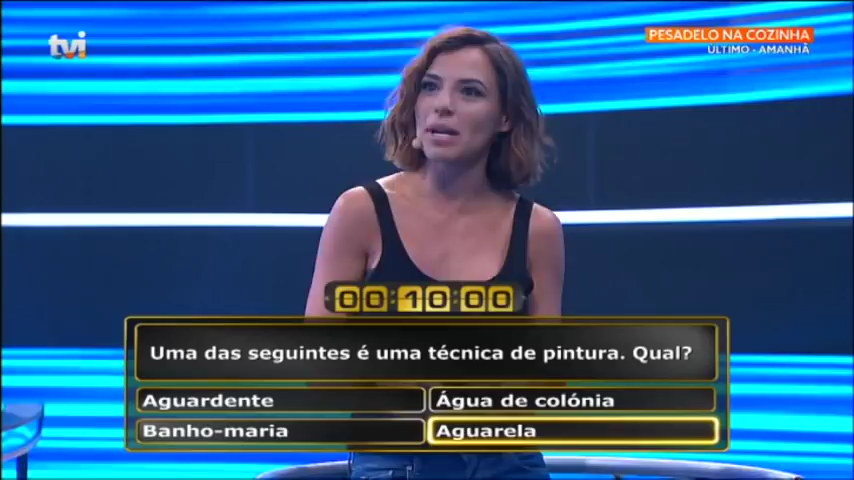 tvi
PESADELO NA COZINHA
ÚLTIMO - AMANHÃ
00:10:00
Uma das seguintes é uma técnica de pintura. Qual?
Aguardente
Água de colónia
Banho-maria
Aguarela